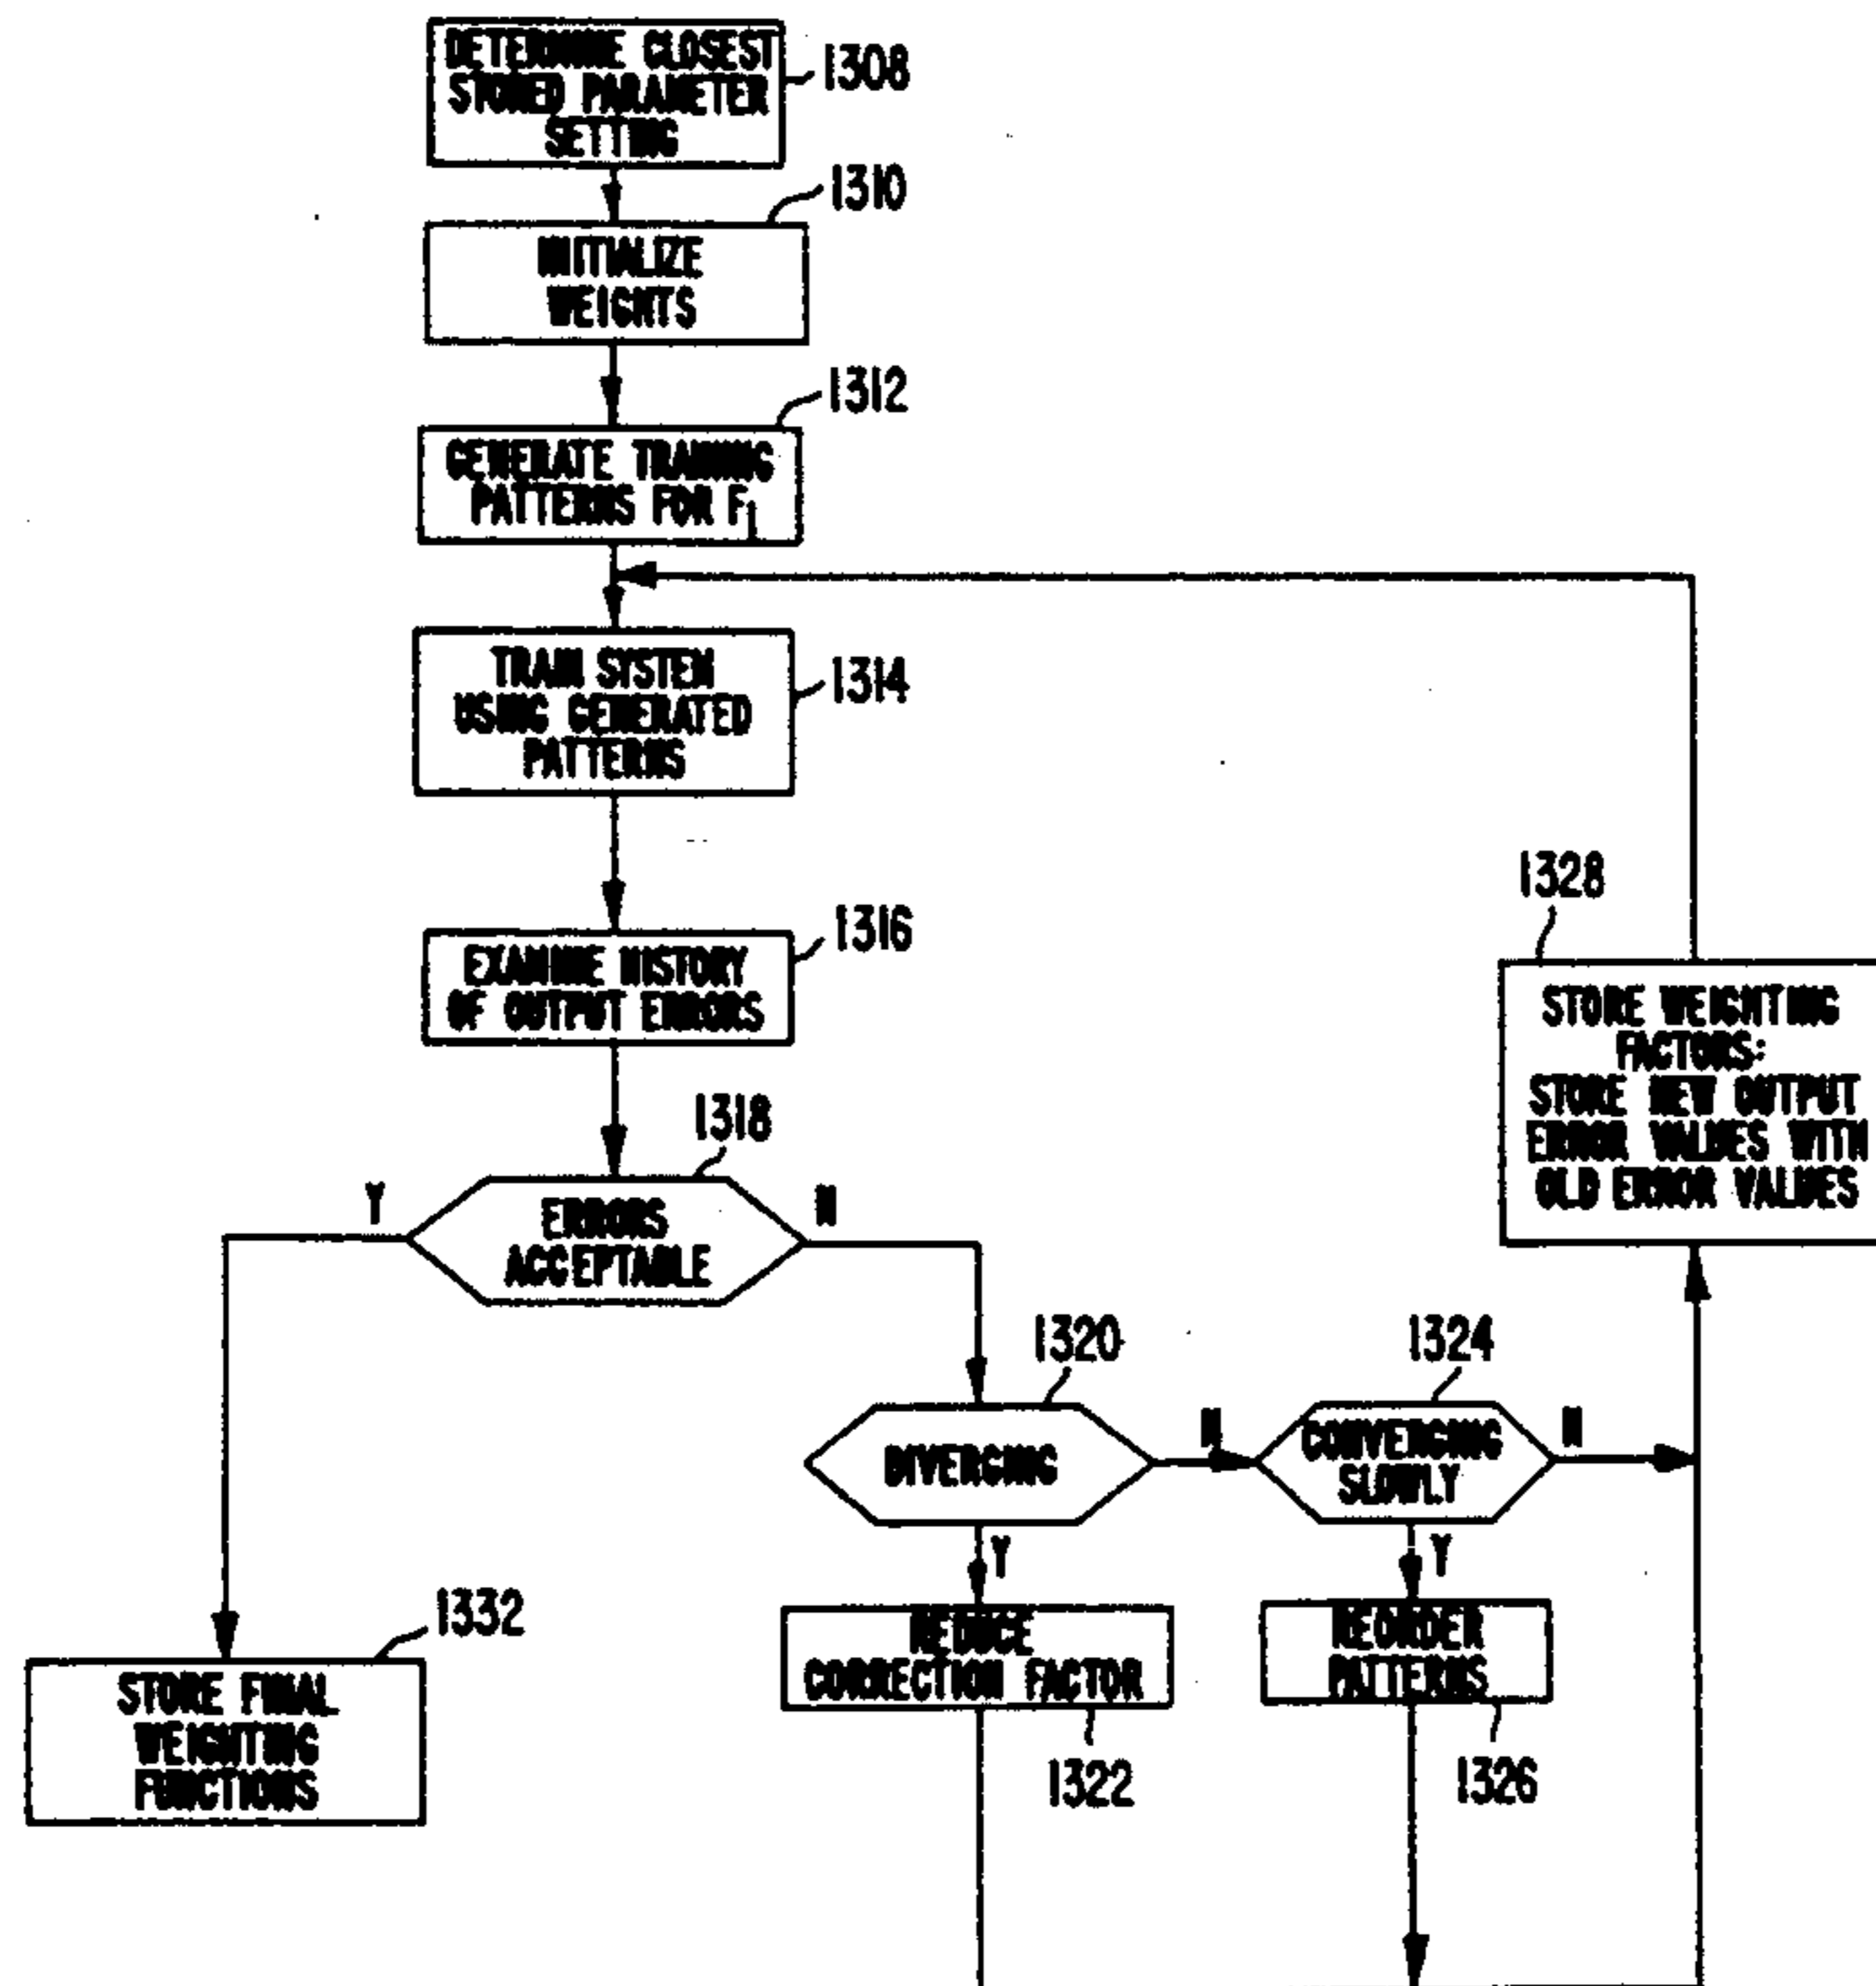 DETERMINE CLOSEST
STORED PARAMETER
SETTING
1308
1310
INITIALIZE
WEIGHTS
1312
GENERATE TRAINING
PATTERNS FOR Fj
TRAIN SYSTEM
USING GENERATED
PATTERNS
1314
1316
EXAMINE HISTORY
OF OUTPUT ERRORS
1328
STORE WEIGHTING
FACTORS:
STORE NEW OUTPUT
ERROR VALUES WITH
OLD ERROR VALUES
1318
Y
ERRORS
ACCEPTABLE
N
1320
DIVERGING
N
Y
1324
CONVERGING
SLOWLY
N
Y
1332
STORE FINAL
WEIGHTING
FUNCTIONS
REDUCE
CORRECTION FACTOR
1322
REORDER
PATTERNS
1326